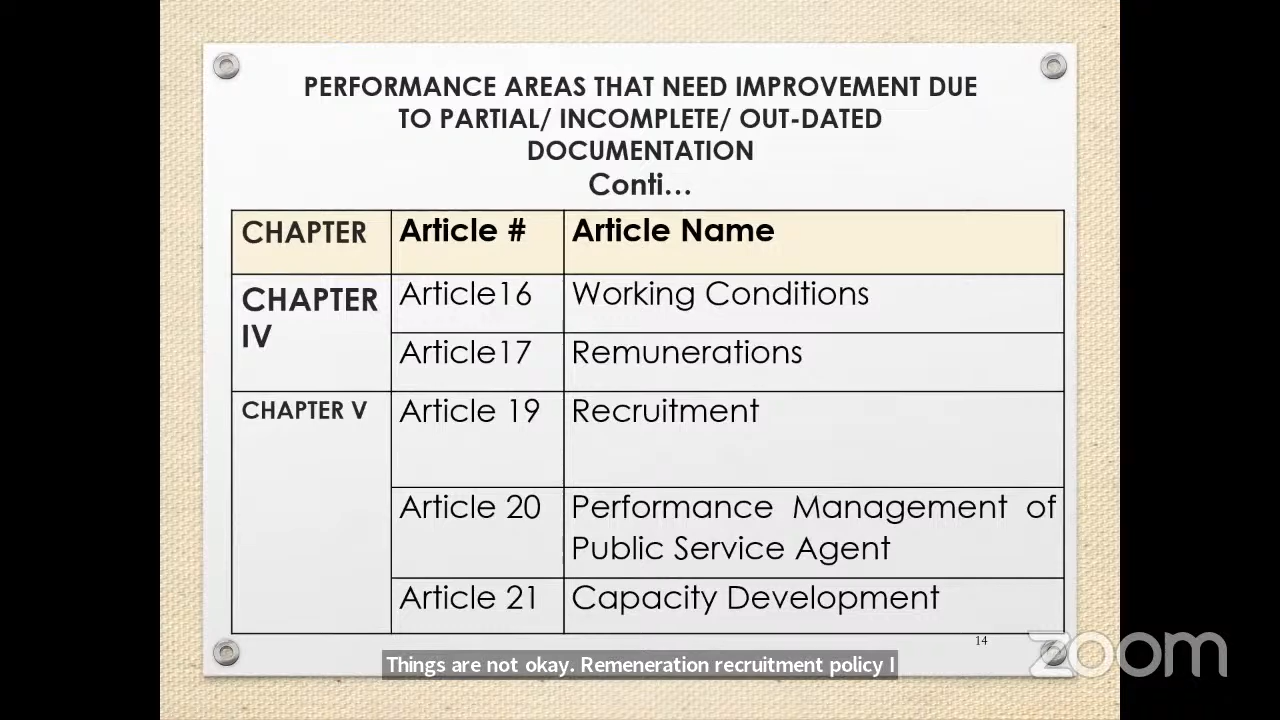 PERFORMANCE AREAS THAT NEED IMPROVEMENT DUE
TO PARTIAL/ INCOMPLETE/ OUT-DATED
DOCUMENTATION
Conti…
CHAPTER Article # Article Name
CHAPTER IV Article16 Working Conditions
Article17 Remunerations
CHAPTER V Article 19 Recruitment
Article 20 Performance Management of
Public Service Agent
Article 21 Capacity Development
14
zoom
Things are not okay. Remeneration recruitment policy I